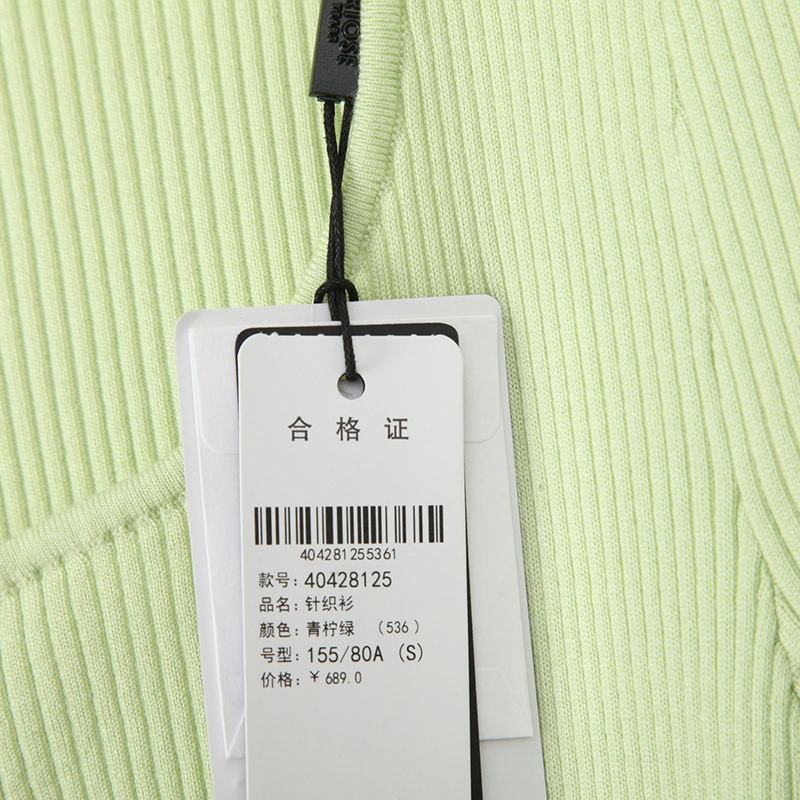 合格证
404281255361
款号：40428125
品名：针织衫
颜色：青柠绿 （536）
号型：155/80A（S）
价格：￥689.0